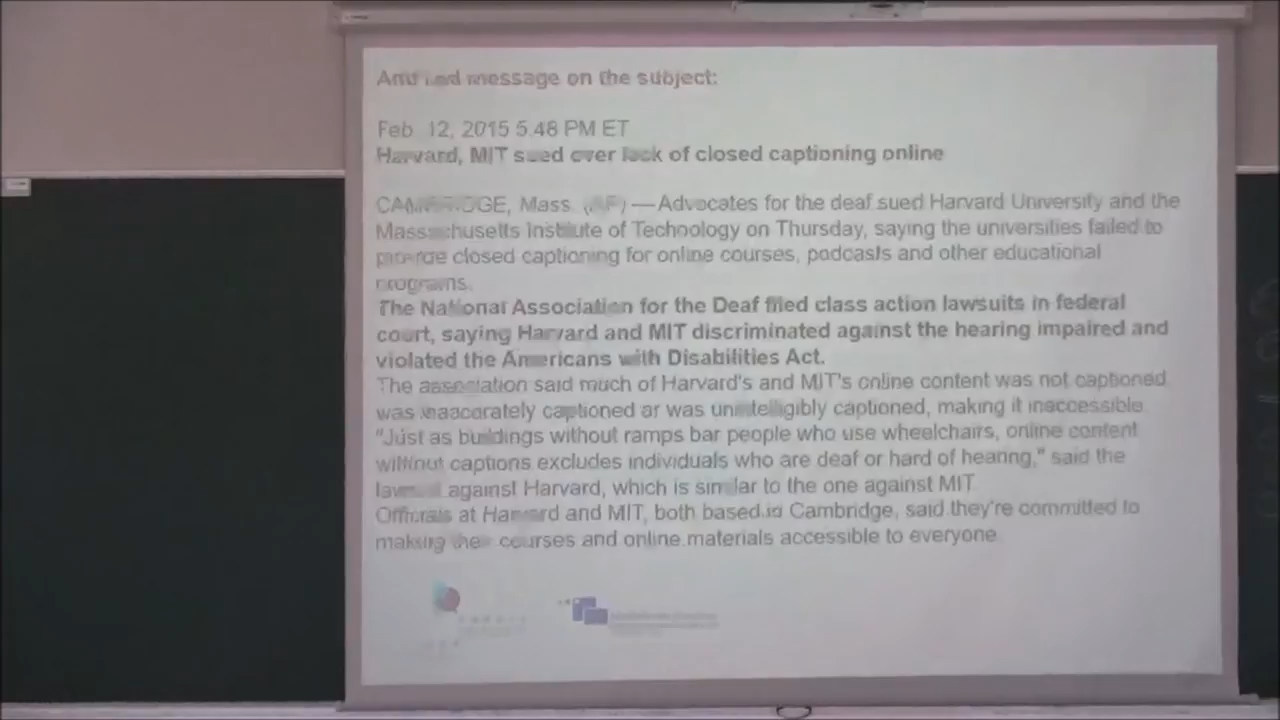 And sad message on the subject:
Feb. 12, 2015 5.48 PM ET
Harvard, MIT sued over lack of closed captioning online
CAMBRIDGE, Mass. (AP) — Advocates for the deaf sued Harvard University and the
Massachusetts Institute of Technology on Thursday, saying the universities failed to
provide closed captioning for online courses, podcasts and other educational
programs.
The National Association for the Deaf filed class action lawsuits in federal
court, saying Harvard and MIT discriminated against the hearing impaired and
violated the Americans with Disabilities Act.
The association said much of Harvard's and MIT's online content was not captioned
was inaccurately captioned or was unintelligibly captioned, making it inaccessible.
"Just as buildings without ramps bar people who use wheelchairs, online content
without captions excludes individuals who are deaf or hard of hearing," said the
lawsuit against Harvard, which is similar to the one against MIT
Officials at Harvard and MIT, both based in Cambridge, said they're committed to
making their courses and online materials accessible to everyone